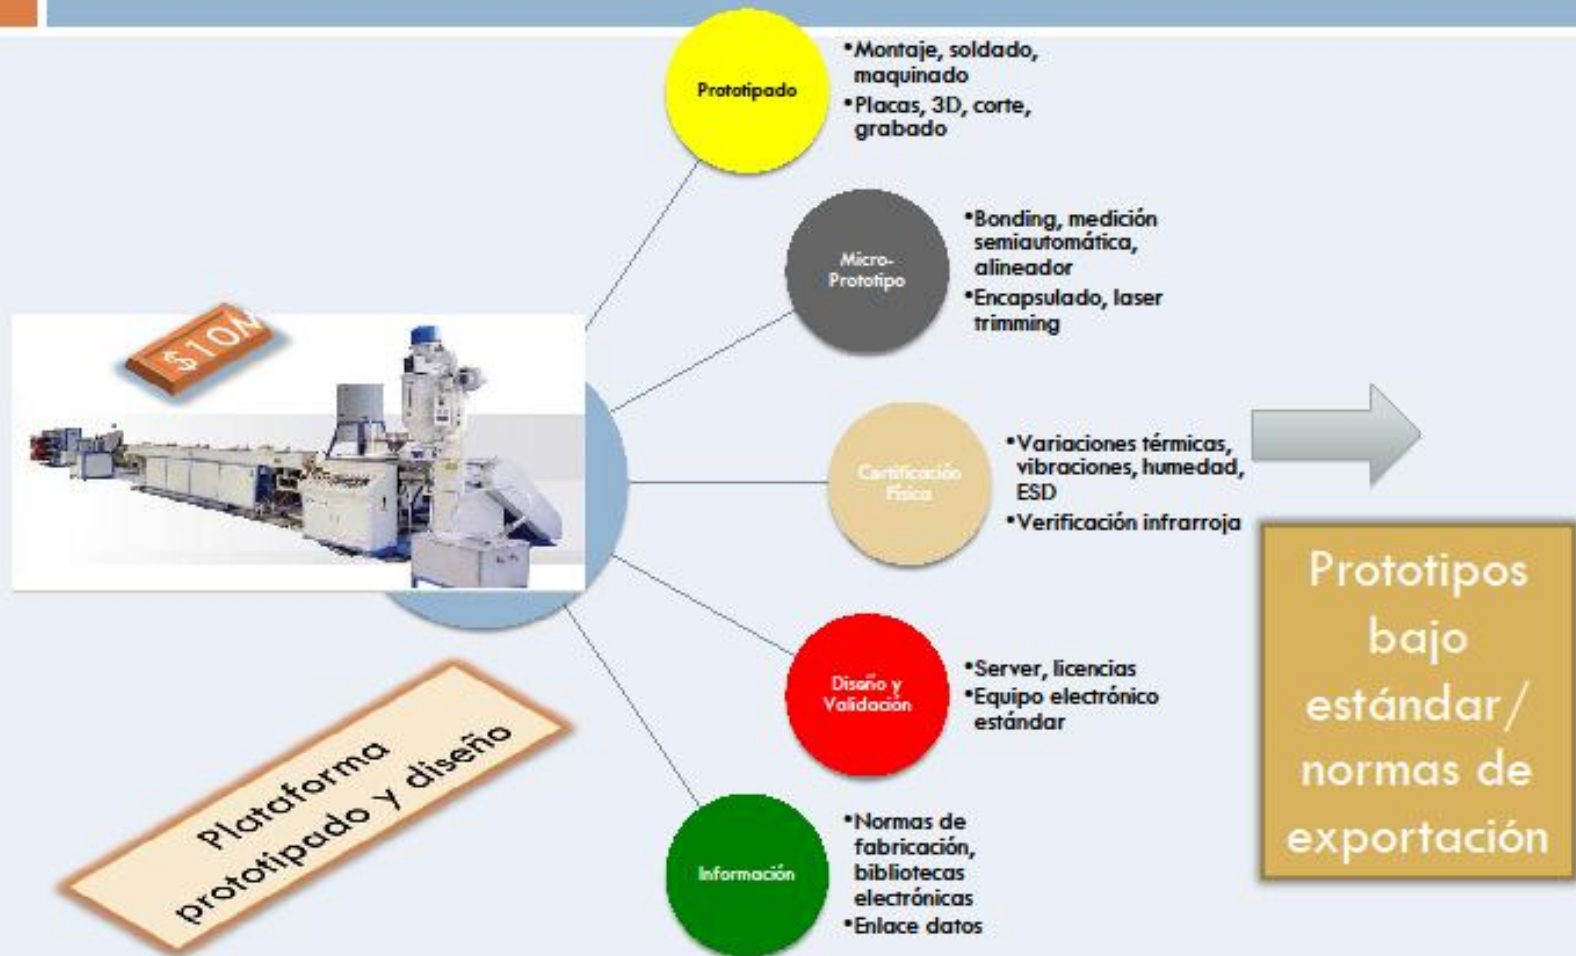 Prototipado
•Montaje, soldado,
maquinado
•Placas, 3D, corte,
grabado
Micro-
Prototipo
•Bonding, medición
semiautomática,
alineador
•Encapsulado, laser
trimming
$10M
Certificación
Física
•Variaciones térmicas,
vibraciones, humedad,
ESD
•Verificación infrarroja
Diseño y
Validación
•Server, licencias
•Equipo electrónico
estándar
Información
•Normas de
fabricación,
bibliotecas
electrónicas
•Enlace datos
Plataforma
prototipado y diseño
Prototipos
bajo
estándar/
normas de
exportación